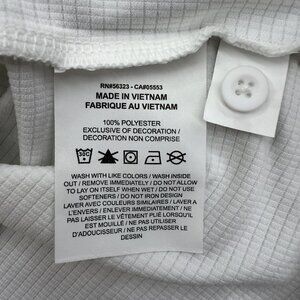 RN#56323 - CA#05553
MADE IN VIETNAM
FABRIQUE AU VIETNAM
100% POLYESTER
EXCLUSIVE OF DECORATION /
DECORATION NON COMPRISE
WASH WITH LIKE COLORS / WASH INSIDE
OUT / REMOVE IMMEDIATELY / DO NOT ALLOW
TO LAY ON ITSELF WHEN WET / DO NOT USE
SOFTENERS / DO NOT IRON DESIGN
LAVER AVEC COULEURS SIMILAIRES / LAVER A
L'ENVERS / ENLEVER IMMEDIATEMENT / NE
PAS LAISSER LE VÊTEMENT PLIÉ LORSQU'IL
EST MOUILLÉ / NE PAS UTILISER
D'ADOUCISSEUR / NE PAS REPASSER LE
DESSIN